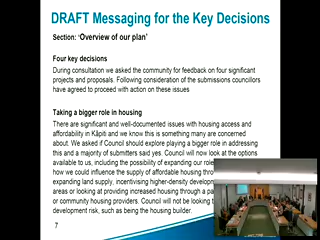 DRAFT Messaging for the Key Decisions
Section: 'Overview of our plan'
Four key decisions
During consultation we asked the community for feedback on four significant
projects and proposals. Following consideration of the submissions councillors
have agreed to proceed with action on these issues
Taking a bigger role in housing
There are significant and well-documented issues with housing access and
affordability in Kāpiti and we know this is something many are concerned
about. We asked if Council should explore playing a bigger role in addressing
this and a majority of submitters said yes. Council will now look at the options
available to us, including the possibility of expanding our role
how we could influence the supply of affordable housing throu
expanding land supply, incentivising higher-density developm
areas or looking at providing increased housing through a pa
or community housing providers. Council will not be looking t
development risk, such as being the housing builder.
7